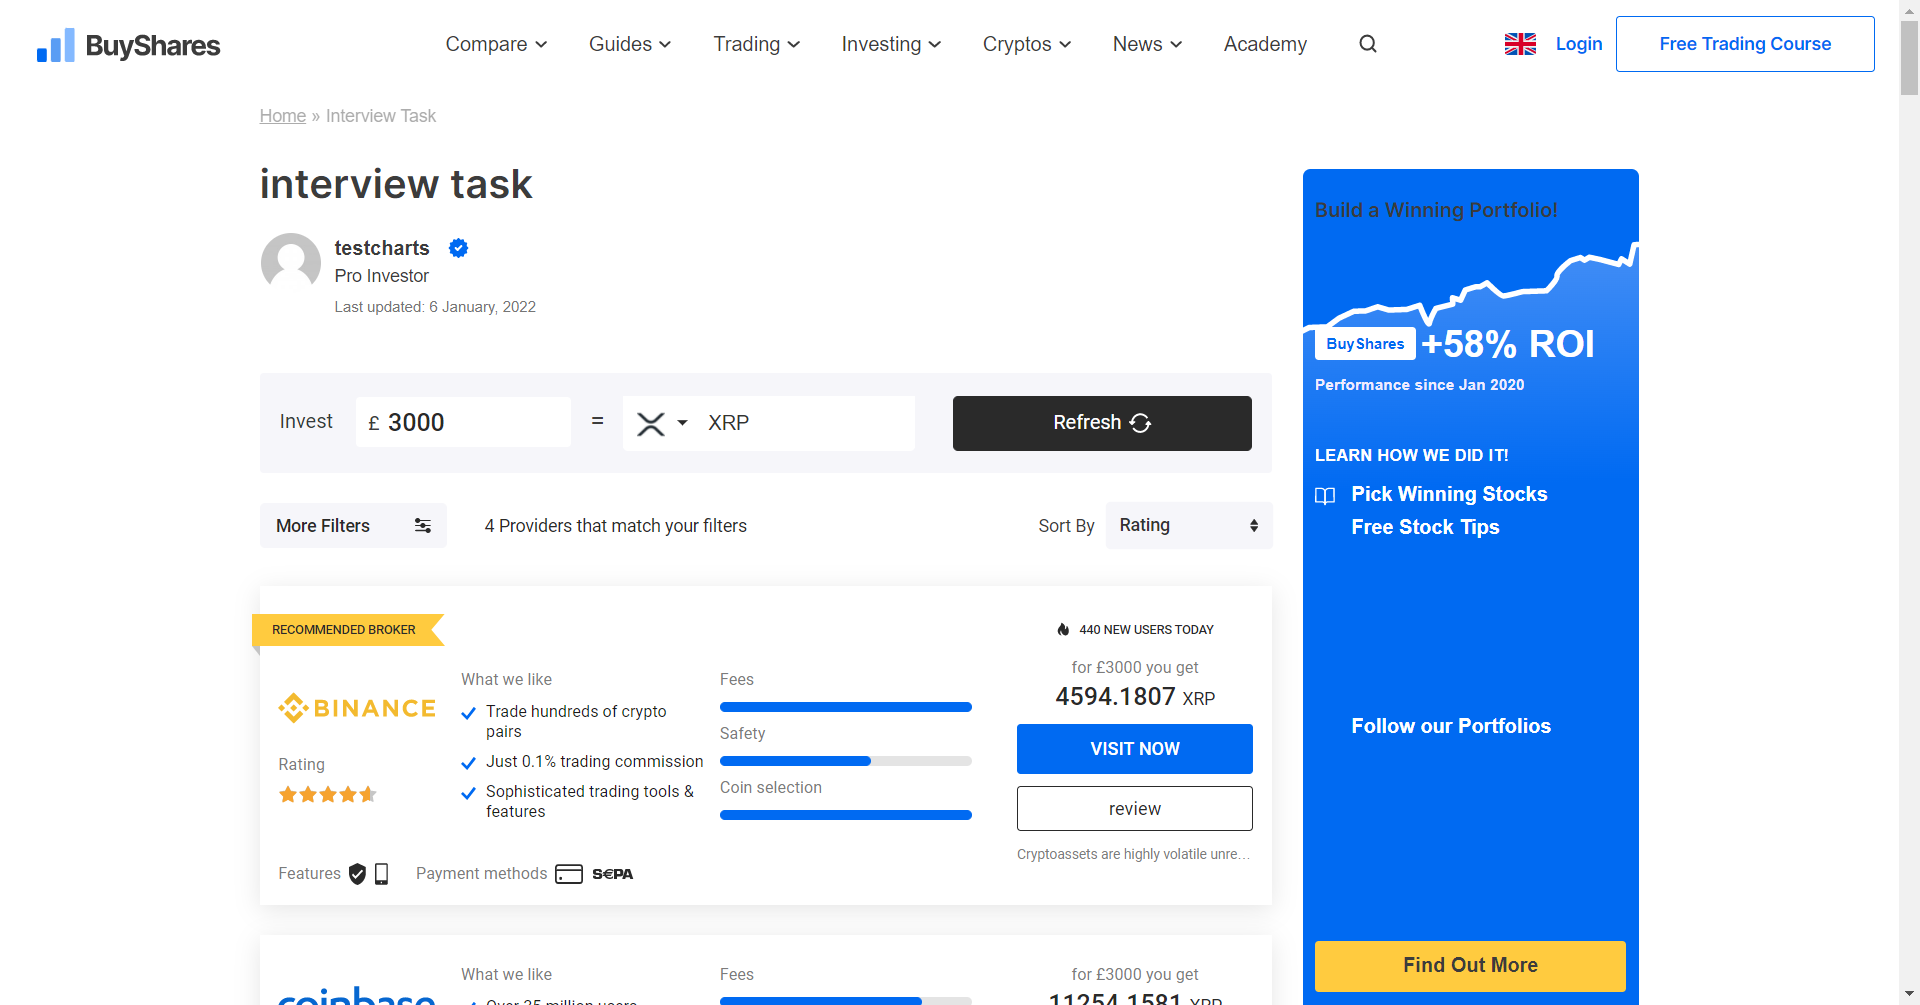 BuyShares
Compare
Guides
Trading
Investing
Cryptos
News
Academy
Login
Free Trading Course
Home » Interview Task
interview task
testcharts
Pro Investor
Last updated: 6 January, 2022
Invest
£ 3000
=
XRP
Refresh
More Filters
4 Providers that match your filters
Sort By
Rating
RECOMMENDED BROKER
BINANCE
Rating
What we like
Trade hundreds of crypto
pairs
Just 0.1% trading commission
Sophisticated trading tools &
features
Fees
Safety
Coin selection
440 NEW USERS TODAY
for £3000 you get
4594.1807 XRP
VISIT NOW
review
Cryptoassets are highly volatile unre...
Features
Payment methods
S€PA
coinbase
What we like
Over 35 million users
Fees
for £3000 you get
11254.1581 XRP
Build a Winning Portfolio!
BuyShares +58% ROI
Performance since Jan 2020
LEARN HOW WE DID IT!
Pick Winning Stocks
Free Stock Tips
Follow our Portfolios
Find Out More